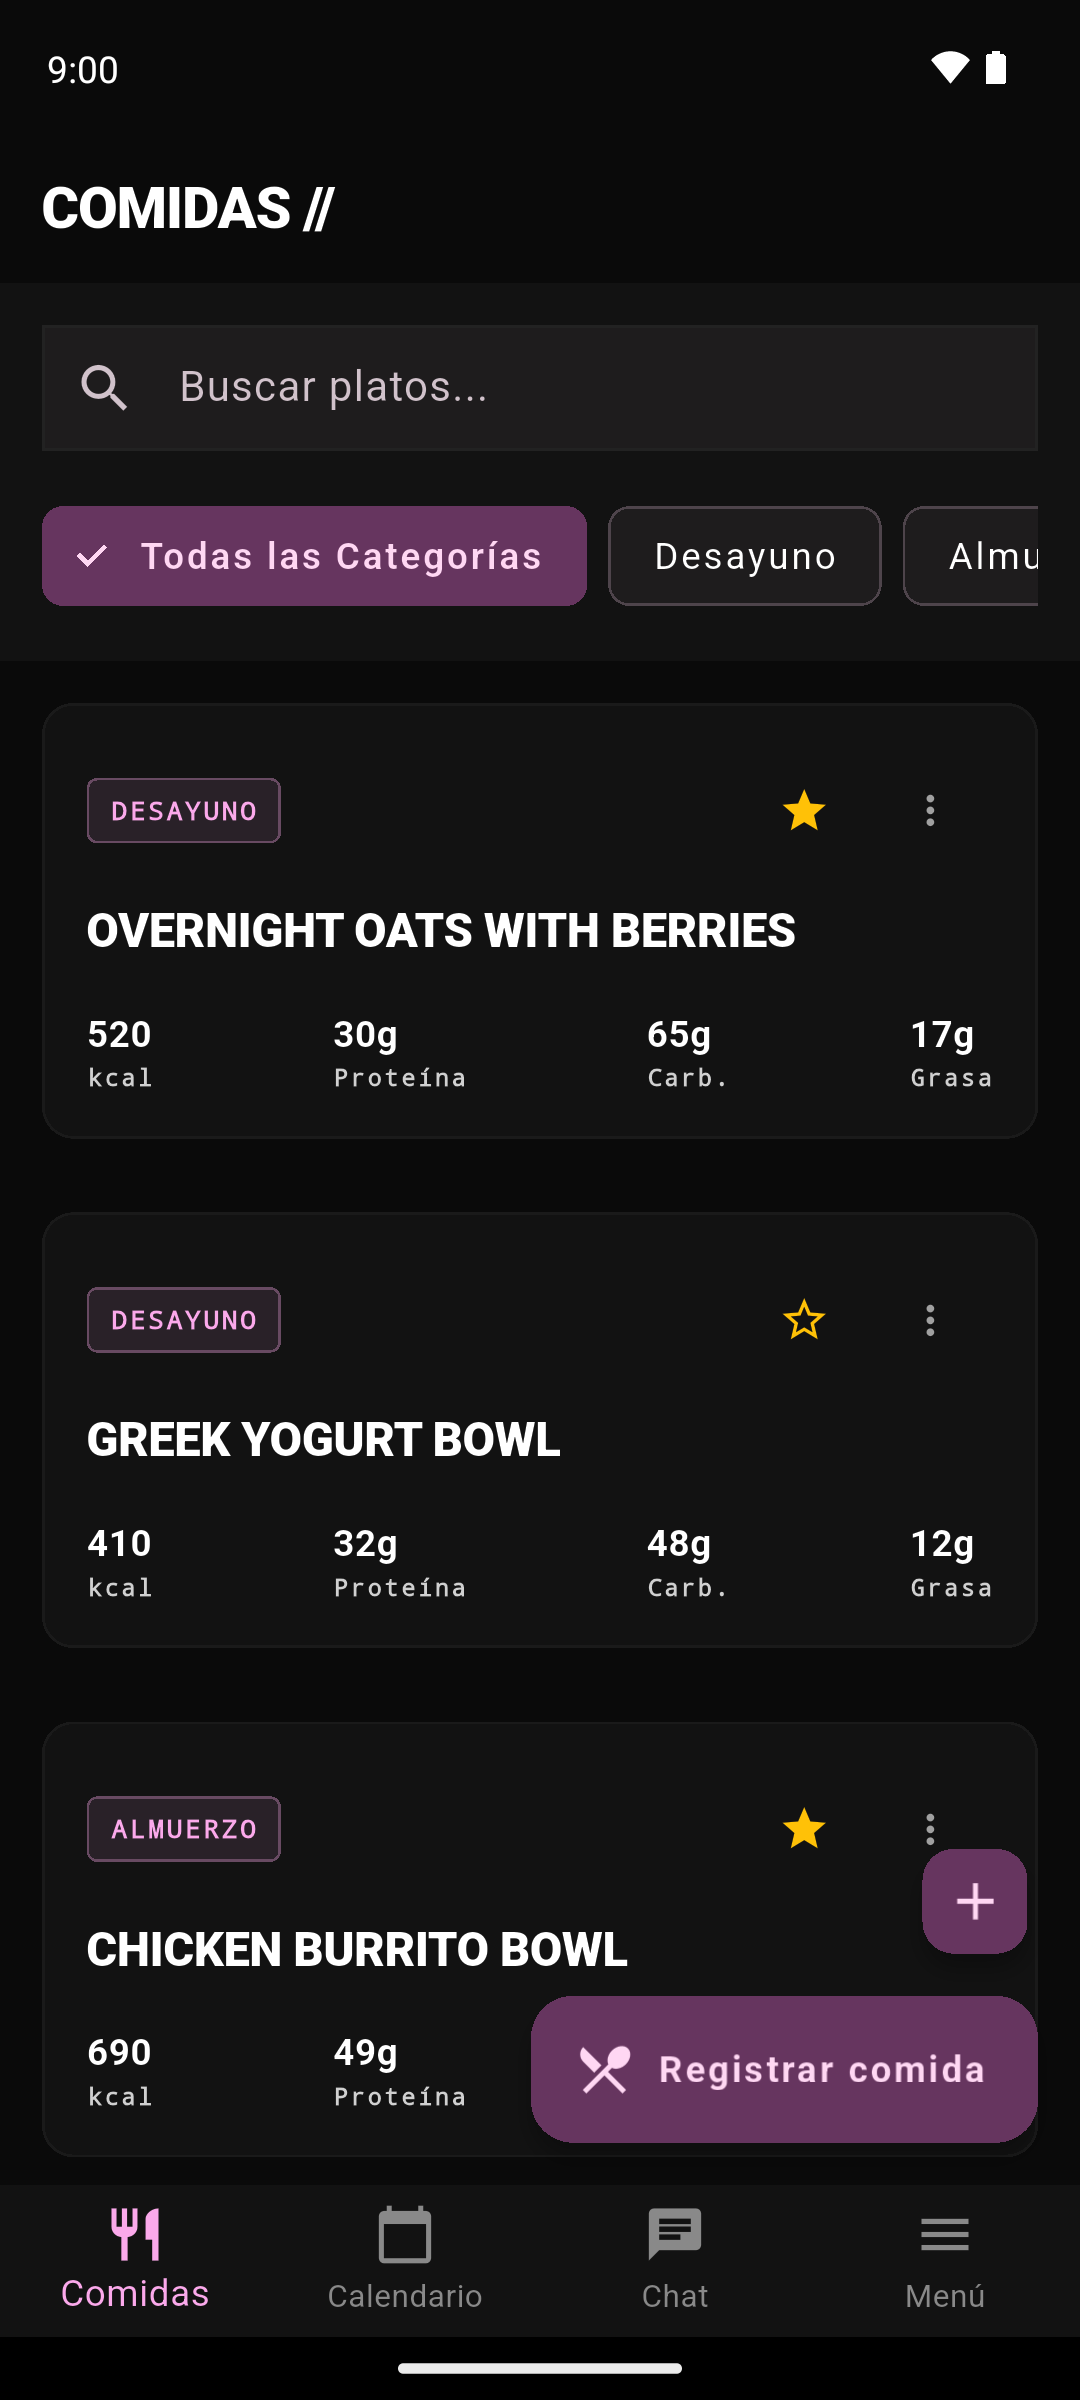 9:00
COMIDAS //
Buscar platos...
Todas las Categorías
Desayuno
Almu
DESAYUNO
OVERNIGHT OATS WITH BERRIES
520 30g 65g 17g
kcal Proteína Carb. Grasa
DESAYUNO
GREEK YOGURT BOWL
410 32g 48g 12g
kcal Proteína Carb. Grasa
ALMUERZO
CHICKEN BURRITO BOWL
690 49g
kcal Proteína
Registrar comida
Comidas Calendario Chat Menú